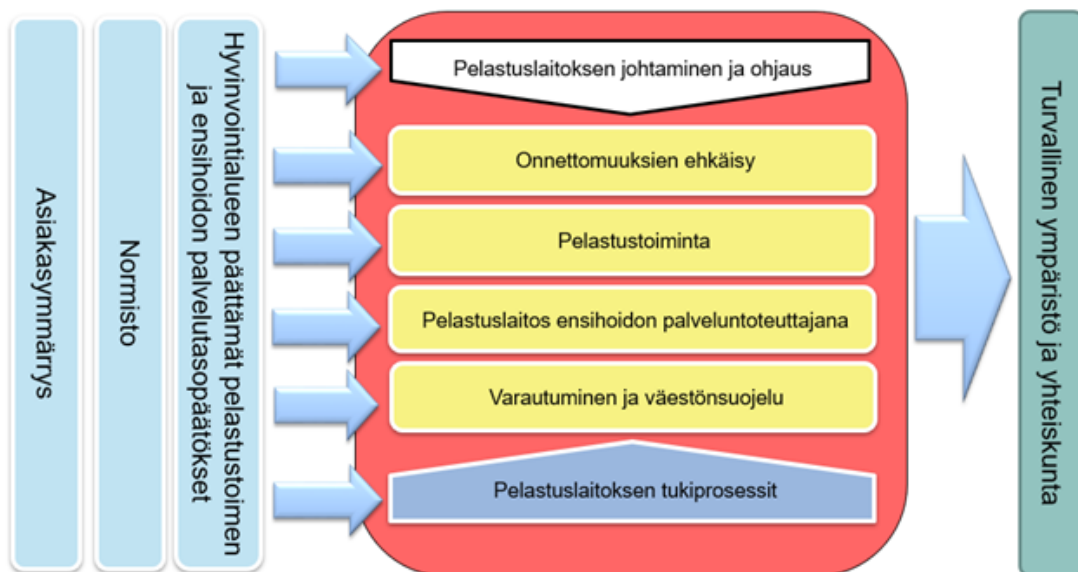 Asiakasymmärrys
Normisto
Hyvinvointialueen päättämät pelastustoimen
ja ensihoidon palvelutasopäätökset
Pelastuslaitoksen johtaminen ja ohjaus
Onnettomuuksien ehkäisy
Pelastustoiminta
Pelastuslaitos ensihoidon palveluntoteuttajana
Varautuminen ja väestönsuojelu
Pelastuslaitoksen tukiprosessit
Turvallinen ympäristö ja yhteiskunta